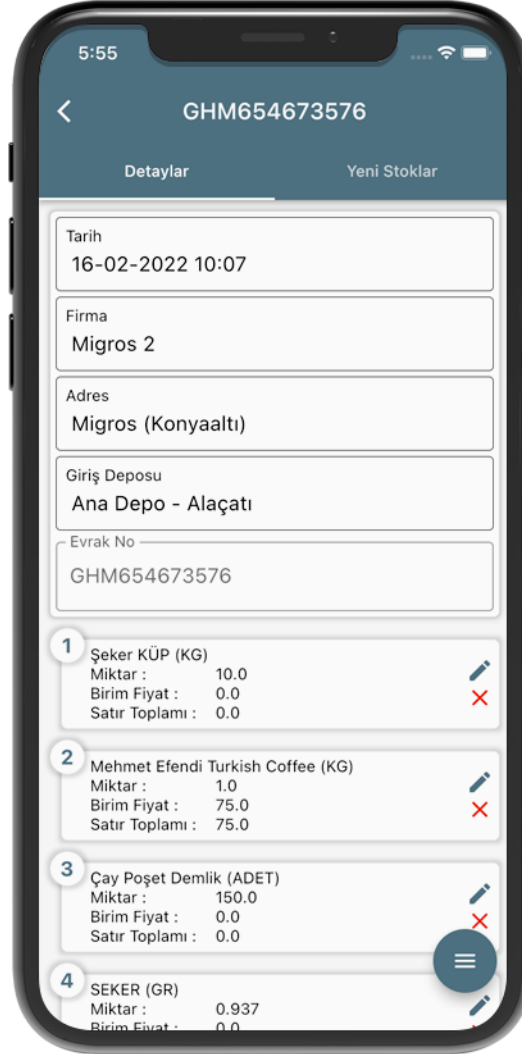 5:55
GHM654673576
Detaylar Yeni Stoklar
Tarih
16-02-2022 10:07
Firma
Migros 2
Adres
Migros (Konyaaltı)
Giriş Deposu
Ana Depo - Alaçatı
Evrak No
GHM654673576
1
Şeker KÜP (KG)
Miktar : 10.0
Birim Fiyat : 0.0
Satır Toplamı : 0.0
2
Mehmet Efendi Turkish Coffee (KG)
Miktar : 1.0
Birim Fiyat : 75.0
Satır Toplamı : 75.0
3
Çay Poşet Demlik (ADET)
Miktar : 150.0
Birim Fiyat : 0.0
Satır Toplamı : 0.0
4
SEKER (GR)
Miktar : 0.937
Birim Fiyat : 0.0